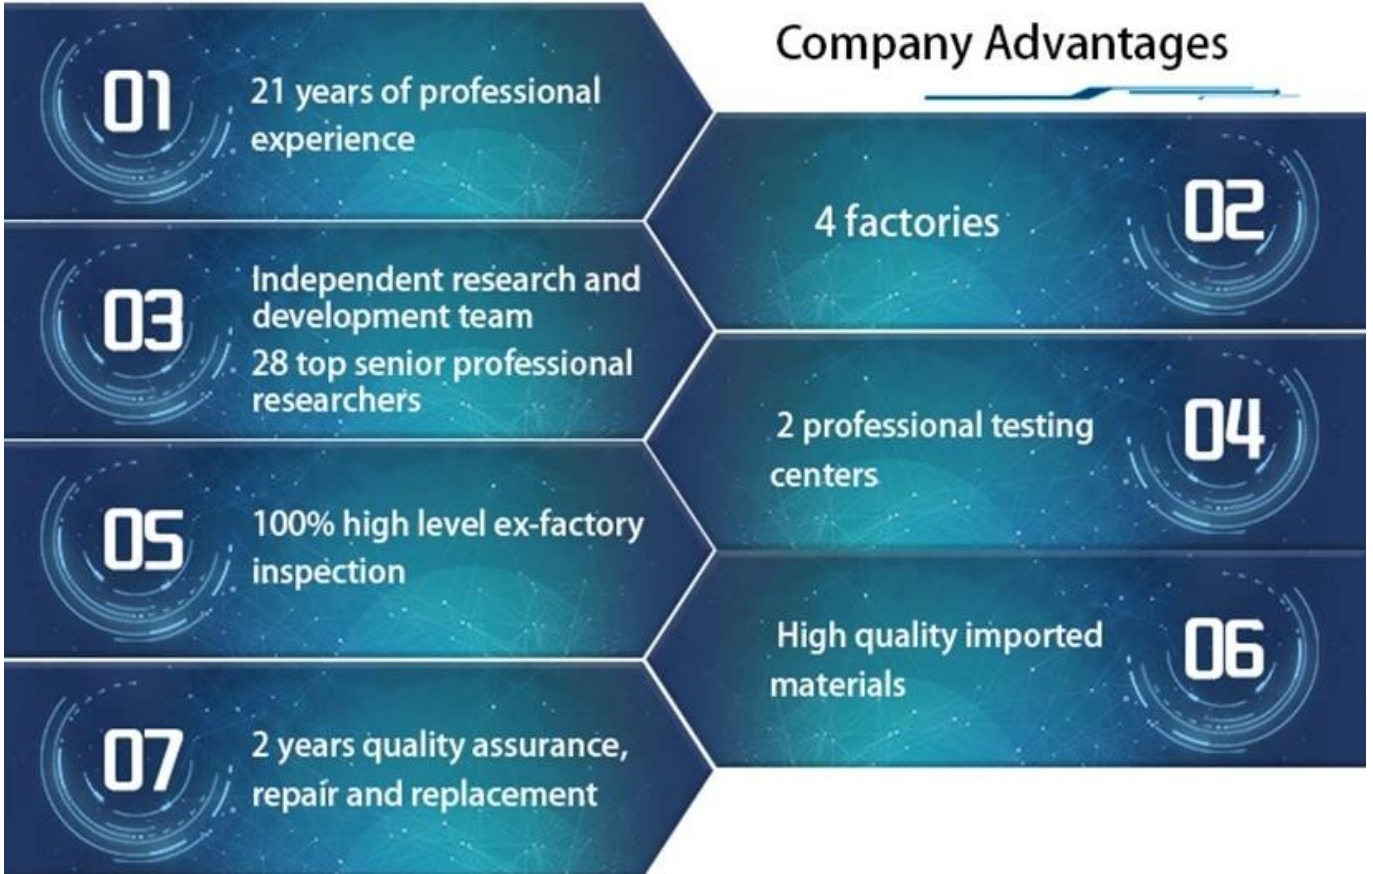 Company Advantages
01
21 years of professional
experience
02
4 factories
03
Independent research and
development team
28 top senior professional
researchers
04
2 professional testing
centers
05
100% high level ex-factory
inspection
06
High quality imported
materials
07
2 years quality assurance,
repair and replacement